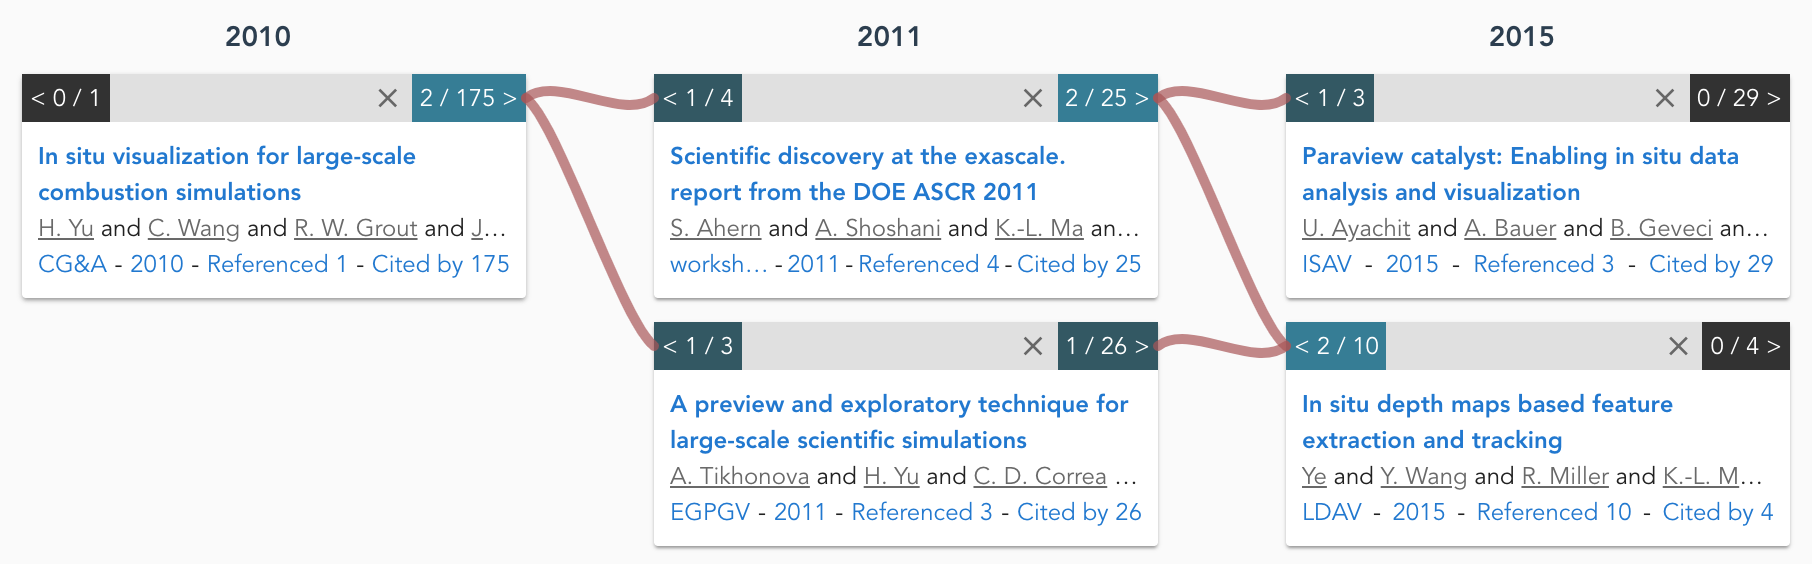 2010
< 0 / 1 × 2 / 175 >
In situ visualization for large-scale
combustion simulations
H. Yu and C. Wang and R. W. Grout and J...
CG&A - 2010 - Referenced 1 - Cited by 175
2011
< 1 / 4 × 2 / 25 >
Scientific discovery at the exascale.
report from the DOE ASCR 2011
S. Ahern and A. Shoshani and K.-L. Ma an...
worksh... - 2011 - Referenced 4 - Cited by 25
< 1 / 3 × 1 / 26 >
A preview and exploratory technique for
large-scale scientific simulations
A. Tikhonova and H. Yu and C. D. Correa ...
EGPGV - 2011 - Referenced 3 - Cited by 26
2015
< 1 / 3 × 0 / 29 >
Paraview catalyst: Enabling in situ data
analysis and visualization
U. Ayachit and A. Bauer and B. Geveci an...
ISAV - 2015 - Referenced 3 - Cited by 29
< 2 / 10 × 0 / 4 >
In situ depth maps based feature
extraction and tracking
Ye and Y. Wang and R. Miller and K.-L. M...
LDAV - 2015 - Referenced 10 - Cited by 4